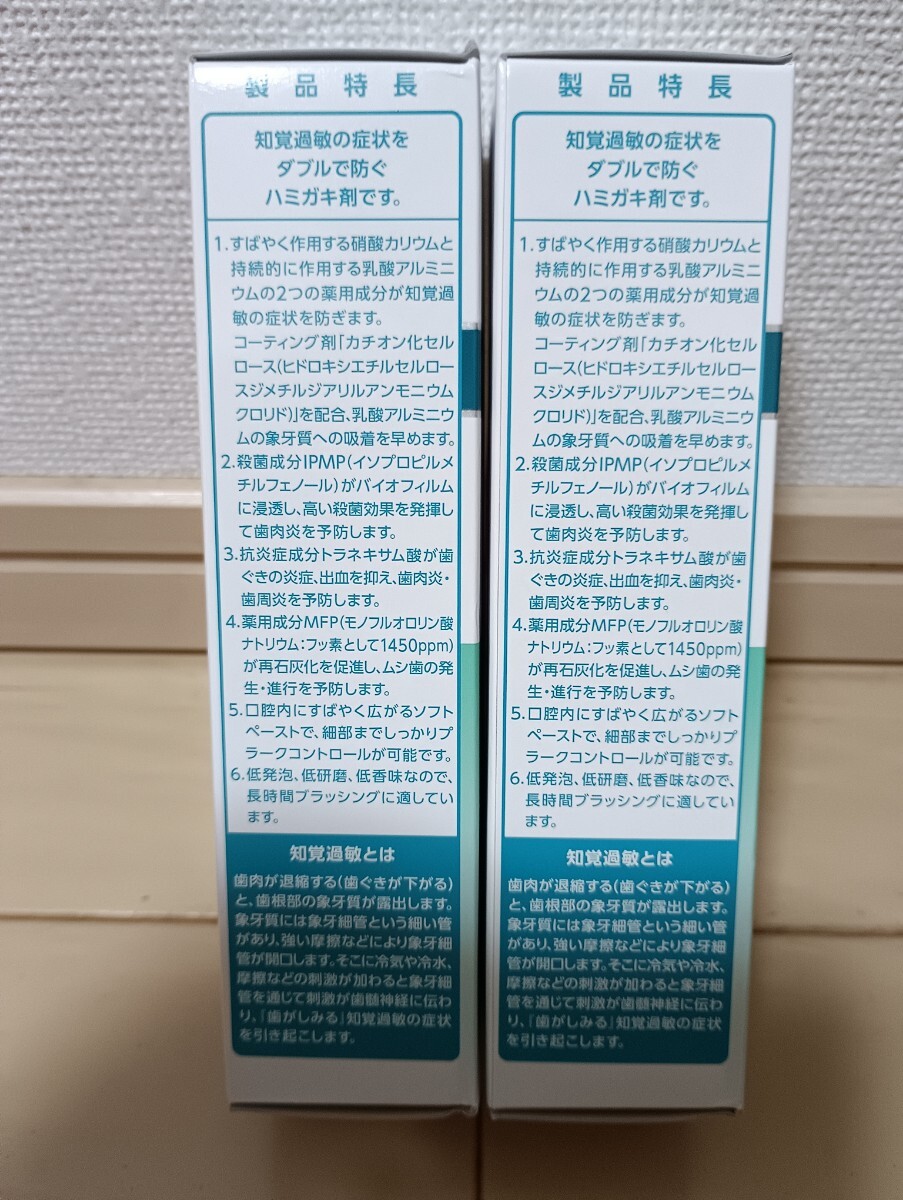 製品特長
知覚過敏の症状を
ダブルで防ぐ
ハミガキ剤です。
1.すばやく作用する硝酸カリウムと
持続的に作用する乳酸アルミニ
ウムの2つの薬用成分が知覚過
敏の症状を防ぎます。
コーティング剤「カチオン化セル
ロース(ヒドロキシエチルセルロー
スジメチルジアリルアンモニウム
クロリド)」を配合、乳酸アルミニウ
ムの象牙質への吸着を早めます。
2.殺菌成分IPMP(イソプロピルメ
チルフェノール)がバイオフィルム
に浸透し、高い殺菌効果を発揮し
て歯肉炎を予防します。
3.抗炎症成分トラネキサム酸が歯
ぐきの炎症、出血を抑え、歯肉炎・
歯周炎を予防します。
4.薬用成分MFP(モノフルオロリン酸
ナトリウム:フッ素として1450ppm)
が再石灰化を促進し、ムシ歯の発
生・進行を予防します。
5.口腔内にすばやく広がるソフト
ペーストで、細部までしっかりプ
ラークコントロールが可能です。
6.低発泡、低研磨、低香味なので、
長時間ブラッシングに適してい
ます。
知覚過敏とは
歯肉が退縮する(歯ぐきが下がる)
と、歯根部の象牙質が露出します。
象牙質には象牙細管という細い管
があり、強い摩擦などにより象牙細
管が開口します。そこに冷気や冷水、
摩擦などの刺激が加わると象牙細
管を通じて刺激が歯髄神経に伝わ
り、「歯がしみる」知覚過敏の症状
を引き起こします。
製品特長
知覚過敏の症状を
ダブルで防ぐ
ハミガキ剤です。
1.すばやく作用する硝酸カリウムと
持続的に作用する乳酸アルミニ
ウムの2つの薬用成分が知覚過
敏の症状を防ぎます。
コーティング剤「カチオン化セル
ロース(ヒドロキシエチルセルロー
スジメチルジアリルアンモニウム
クロリド)」を配合、乳酸アルミニウ
ムの象牙質への吸着を早めます。
2.殺菌成分IPMP(イソプロピルメ
チルフェノール)がバイオフィルム
に浸透し、高い殺菌効果を発揮し
て歯肉炎を予防します。
3.抗炎症成分トラネキサム酸が歯
ぐきの炎症、出血を抑え、歯肉炎・
歯周炎を予防します。
4.薬用成分MFP(モノフルオロリン酸
ナトリウム:フッ素として1450ppm)
が再石灰化を促進し、ムシ歯の発
生・進行を予防します。
5.口腔内にすばやく広がるソフト
ペーストで、細部までしっかりプ
ラークコントロールが可能です。
6.低発泡、低研磨、低香味なので、
長時間ブラッシングに適してい
ます。
知覚過敏とは
歯肉が退縮する(歯ぐきが下がる)
と、歯根部の象牙質が露出します。
象牙質には象牙細管という細い管
があり、強い摩擦などにより象牙細
管が開口します。そこに冷気や冷水、
摩擦などの刺激が加わると象牙細
管を通じて刺激が歯髄神経に伝わ
り、「歯がしみる」知覚過敏の症状
を引き起こします。